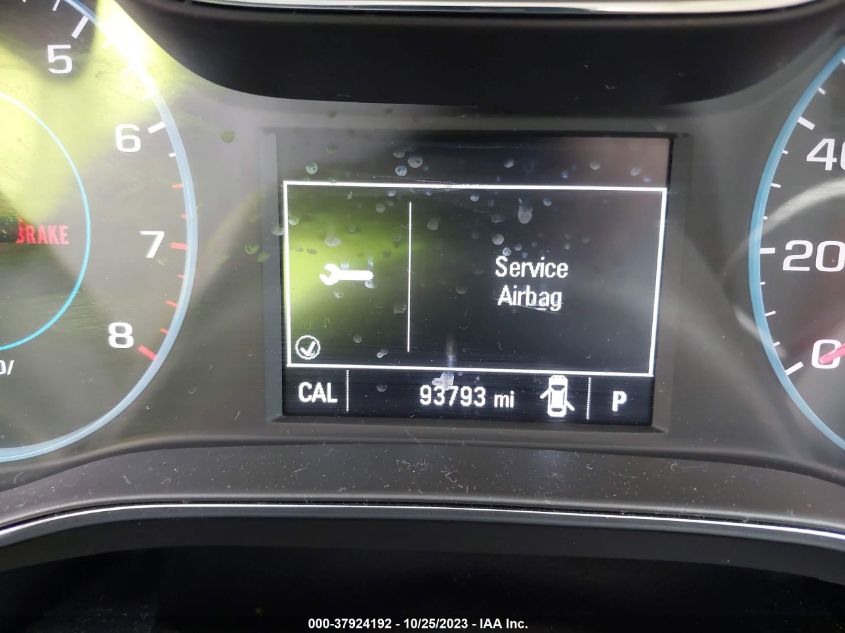 5
6
7
8
BRAKE
0/
Service
Airbag
CAL
93793 mi
P
40
20
0
000-37924192 - 10/25/2023 - IAA Inc.